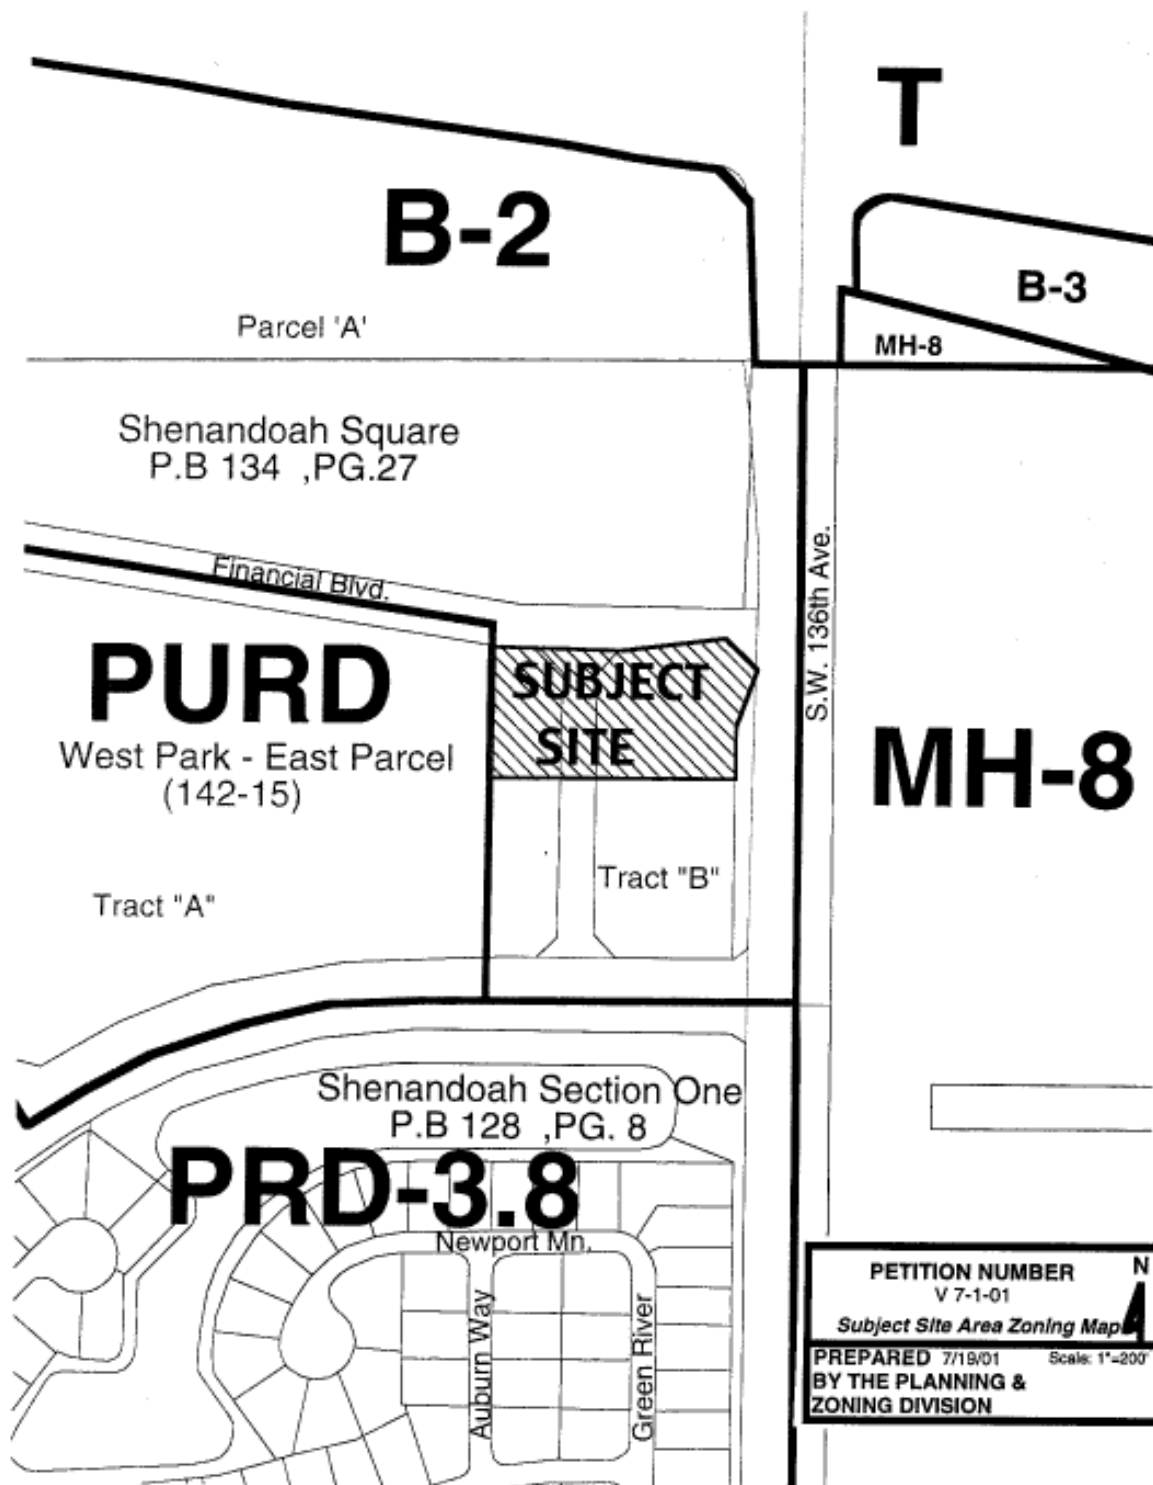 T
B-2
B-3
Parcel 'A'
MH-8
Shenandoah Square
P.B 134 ,PG.27
Financial Blvd.
S.W. 136th Ave.
PURD
West Park - East Parcel
(142-15)
SUBJECT
SITE
MH-8
Tract "A"
Tract "B"
Shenandoah Section One
P.B 128 ,PG. 8
PRD-3.8
Newport Mn.
Auburn Way
Green River
PETITION NUMBER
V 7-1-01
N
Subject Site Area Zoning Map
PREPARED 7/19/01 Scale: 1"=200'
BY THE PLANNING &
ZONING DIVISION